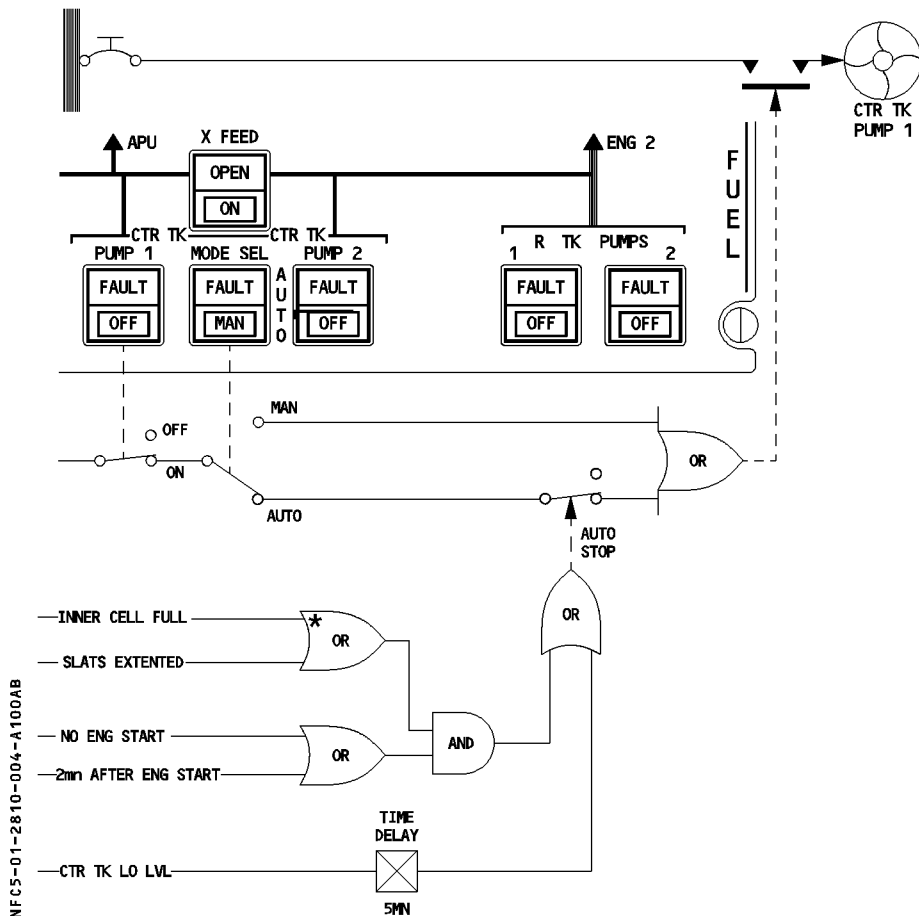 CTR TK
PUMP 1
APU
X FEED
ENG 2
OPEN
ON
FUEL
CTR TK
CTR TK
R TK PUMPS
PUMP 1
MODE SEL
PUMP 2
1
2
FAULT
FAULT
AUTO
FAULT
FAULT
FAULT
OFF
MAN
OFF
OFF
OFF
MAN
OFF
ON
OR
AUTO
AUTO
STOP
OR
INNER CELL FULL
*
OR
SLATS EXTENTED
NO ENG START
OR
AND
2mn AFTER ENG START
TIME
DELAY
CTR TK LO LVL
5MN
NFC5-01-2810-004-A100AB